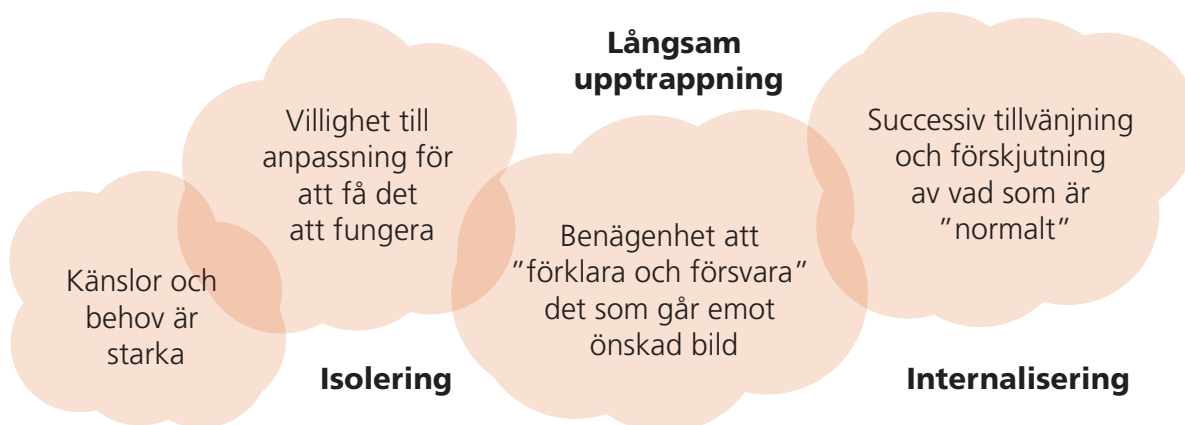 Känslor och
behov är
starka
Villighet till
anpassning för
att få det
att fungera
Isolering
Långsam
upptrappning
Benägenhet att
”förklara och försvara”
det som går emot
önskad bild
Successiv tillvänjning
och förskjutning
av vad som är
”normalt”
Internalisering